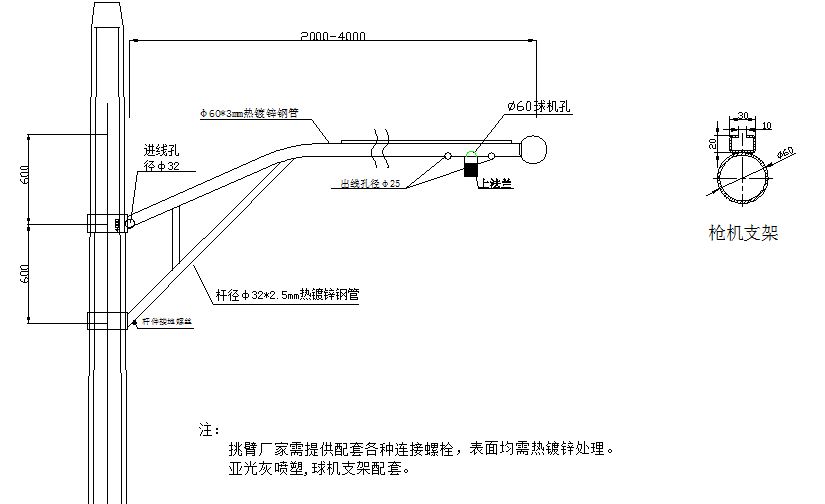 2000-4000
Ø60球机孔
φ60*3mm热镀锌钢管
30
10
20
进线孔
径φ32
Ø60
600
出线孔径φ25
上法兰
枪机支架
600
杆径φ32*2.5mm热镀锌钢管
注：
挑臂厂家需提供配套各种连接螺栓，表面均需热镀锌处理。
亚光灰喷塑,球机支架配套。